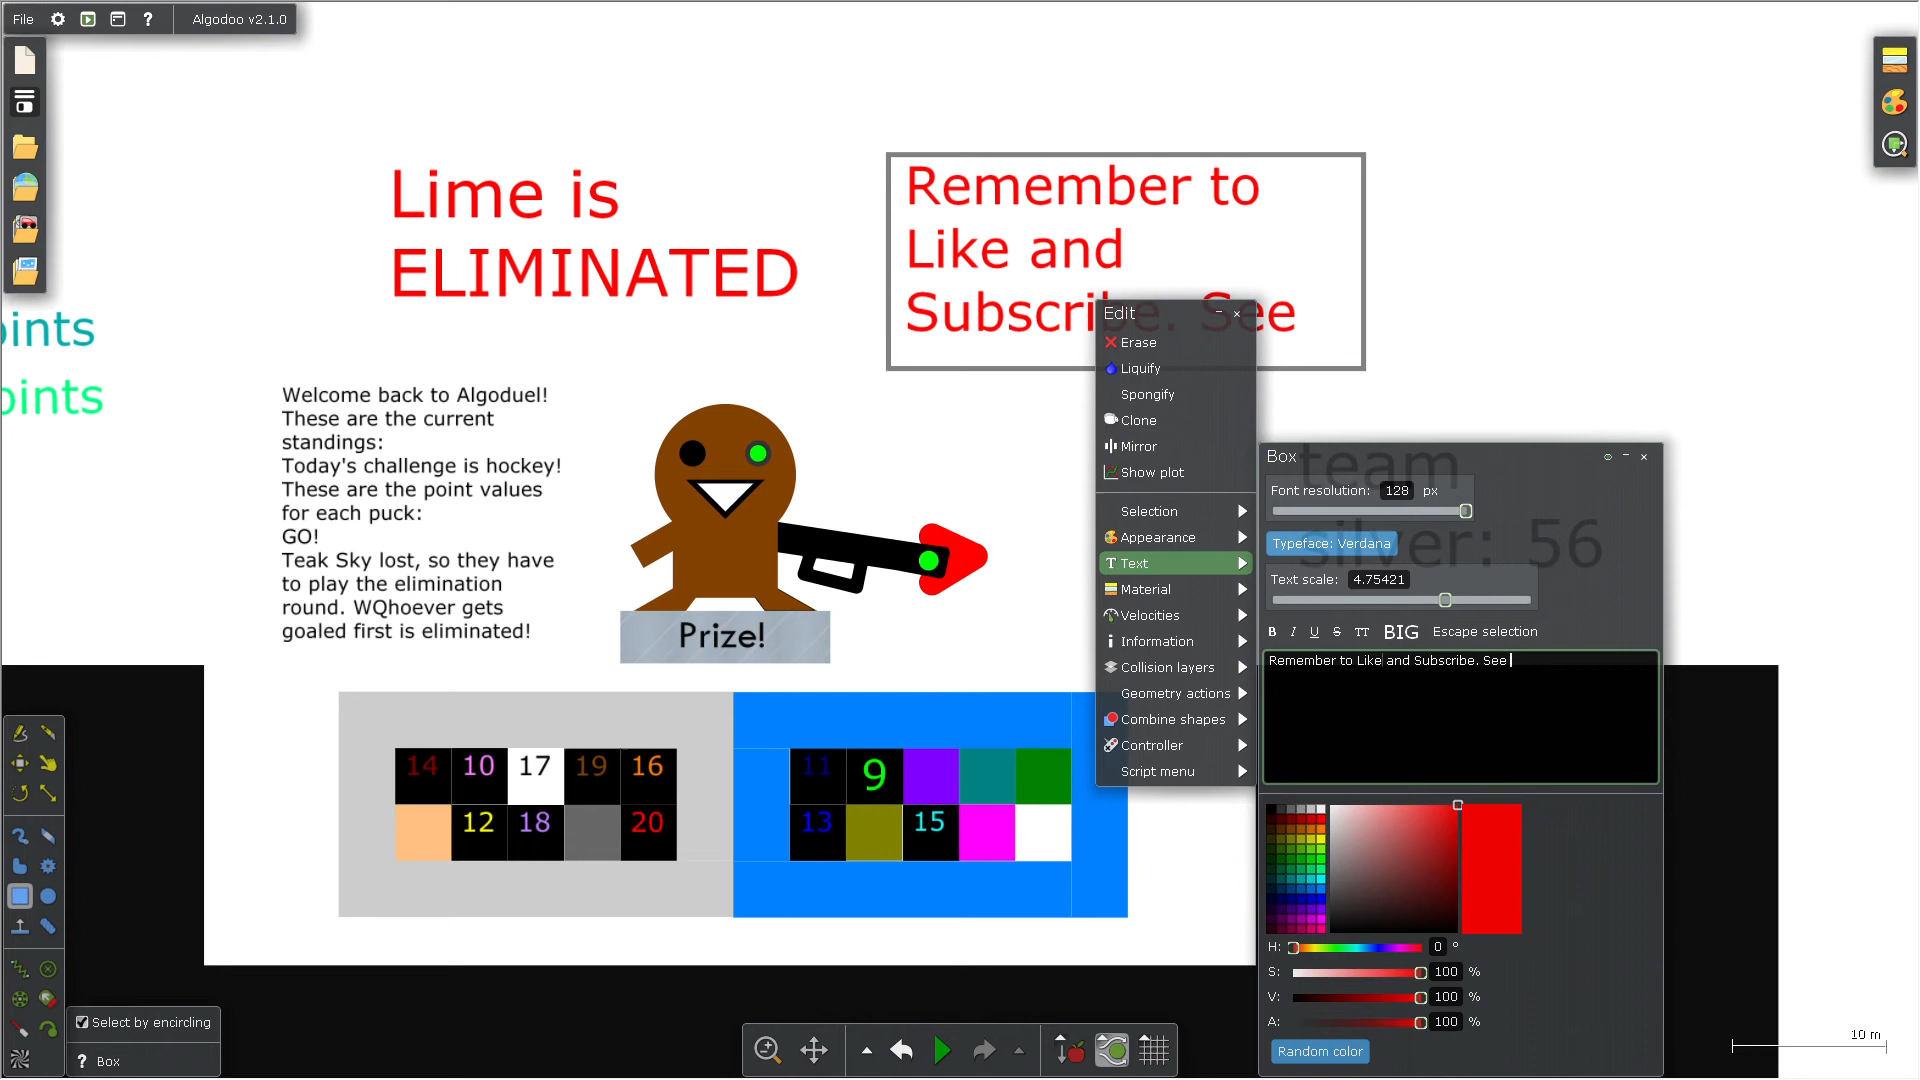 File
Algodoo v2.1.0
Lime is
ELIMINATED
Remember to
Like and
Subscribe. See
oints
oints
Welcome back to Algoduel!
These are the current
standings:
Today's challenge is hockey!
These are the point values
for each puck:
GO!
Teak Sky lost, so they have
to play the elimination
round. WQhoever gets
goaled first is eliminated!
Prize!
14 10 17 19 16
12 18 20
11 9
13 15
Edit
Erase
Liquify
Spongify
Clone
Mirror
Show plot
Selection
Appearance
Text
Material
Velocities
Information
Collision layers
Geometry actions
Combine shapes
Controller
Script menu
Box
team
silver: 56
Font resolution: 128 px
Typeface: Verdana
Text scale: 4.75421
B I U S TT BIG Escape selection
Remember to Like and Subscribe. See
H: 0 °
S: 100 %
V: 100 %
A: 100 %
Random color
Select by encircling
? Box
10 m